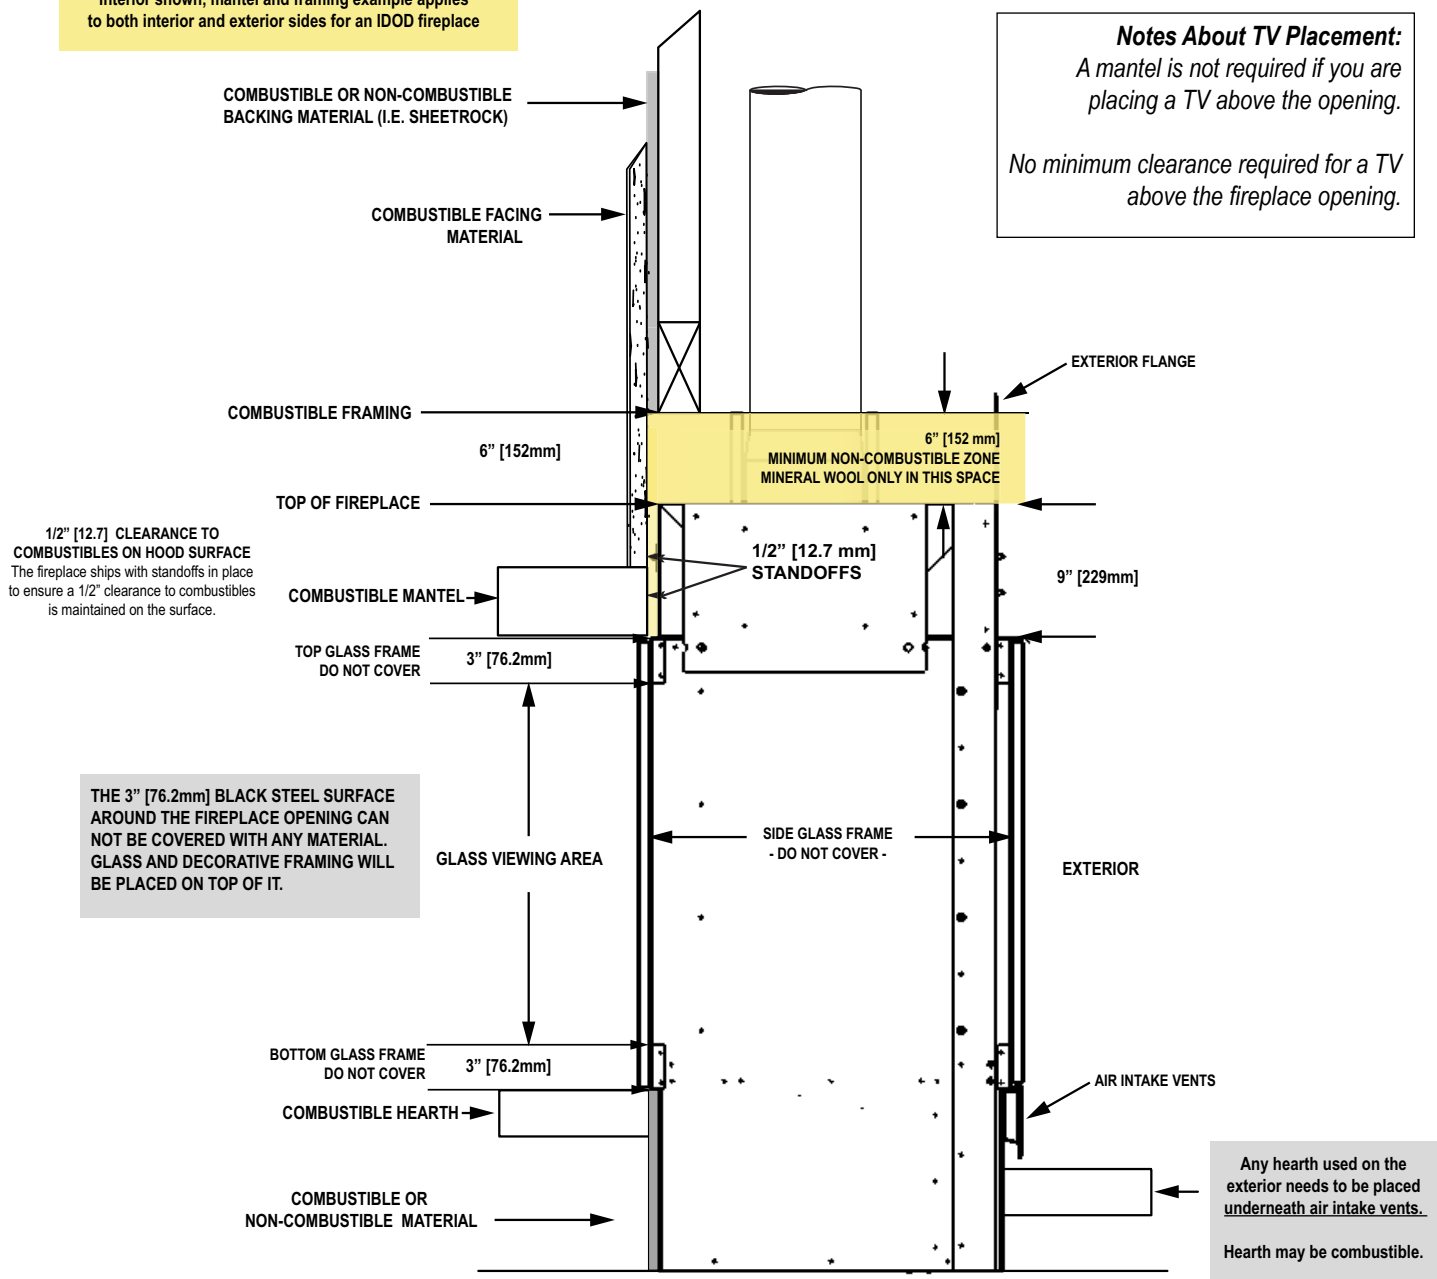 Interior shown, mantel and framing example applies
to both interior and exterior sides for an IDOD fireplace
Notes About TV Placement:
A mantel is not required if you are
placing a TV above the opening.
No minimum clearance required for a TV
above the fireplace opening.
COMBUSTIBLE OR NON-COMBUSTIBLE
BACKING MATERIAL (I.E. SHEETROCK)
COMBUSTIBLE FACING
MATERIAL
EXTERIOR FLANGE
COMBUSTIBLE FRAMING
6” [152mm]
6” [152 mm]
MINIMUM NON-COMBUSTIBLE ZONE
MINERAL WOOL ONLY IN THIS SPACE
TOP OF FIREPLACE
1/2” [12.7] CLEARANCE TO
COMBUSTIBLES ON HOOD SURFACE
The fireplace ships with standoffs in place
to ensure a 1/2” clearance to combustibles
is maintained on the surface.
1/2” [12.7 mm]
STANDOFFS
9” [229mm]
COMBUSTIBLE MANTEL
TOP GLASS FRAME
DO NOT COVER
3” [76.2mm]
THE 3” [76.2mm] BLACK STEEL SURFACE
AROUND THE FIREPLACE OPENING CAN
NOT BE COVERED WITH ANY MATERIAL.
GLASS AND DECORATIVE FRAMING WILL
BE PLACED ON TOP OF IT.
GLASS VIEWING AREA
SIDE GLASS FRAME
- DO NOT COVER -
EXTERIOR
BOTTOM GLASS FRAME
DO NOT COVER
3” [76.2mm]
AIR INTAKE VENTS
COMBUSTIBLE HEARTH
COMBUSTIBLE OR
NON-COMBUSTIBLE MATERIAL
Any hearth used on the
exterior needs to be placed
underneath air intake vents.
Hearth may be combustible.